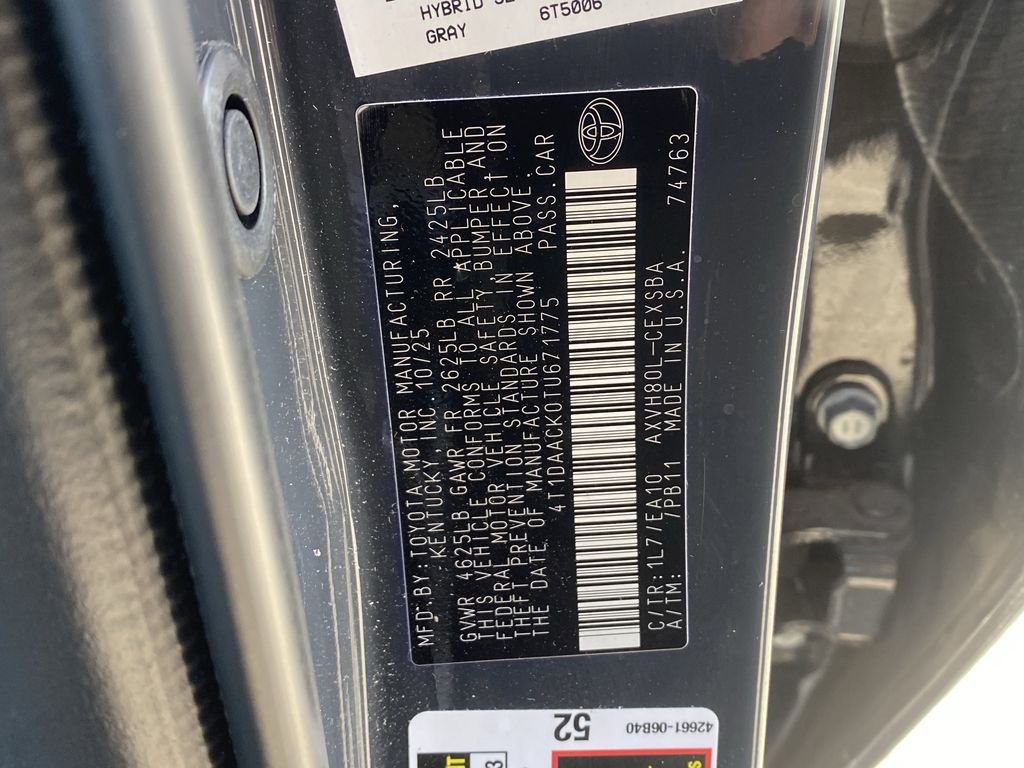 HYBRID
GRAY 6T5006
MFD. BY: TOYOTA MOTOR MANUFACTURING,
KENTUCKY, INC. 10/25
GVWR 4625LB GAWR FR 2625LB RR 2425LB
THIS VEHICLE CONFORMS TO ALL APPLICABLE
FEDERAL MOTOR VEHICLE SAFETY BUMPER AND
THEFT PREVENTION STANDARDS IN EFFECT ON
THE DATE OF MANUFACTURE SHOWN ABOVE.
4T1DAACK0TU671775 PASS.CAR
C/TR: 1L7/EA10 AXVH80L-CEXSBA
A/TM: /PB11 MADE IN U.S.A. 74763
52
42661-06B40